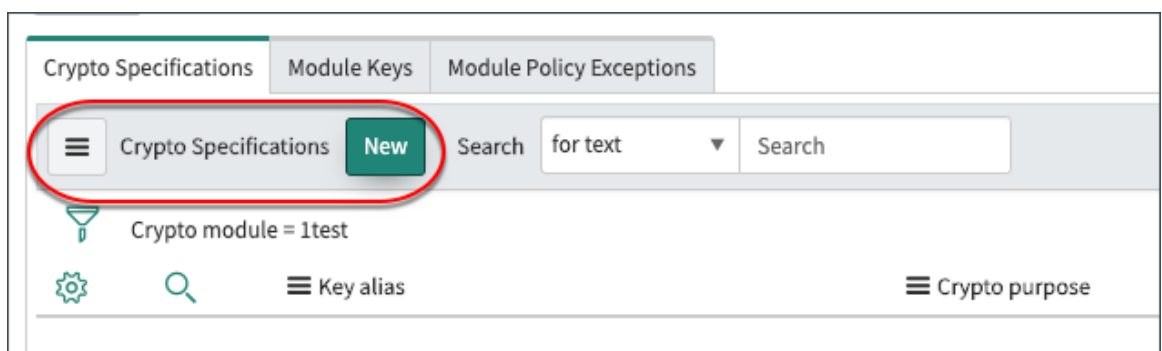 Crypto Specifications Module Keys Module Policy Exceptions
Crypto Specifications New Search for text Search
Crypto module = 1test
Key alias Crypto purpose